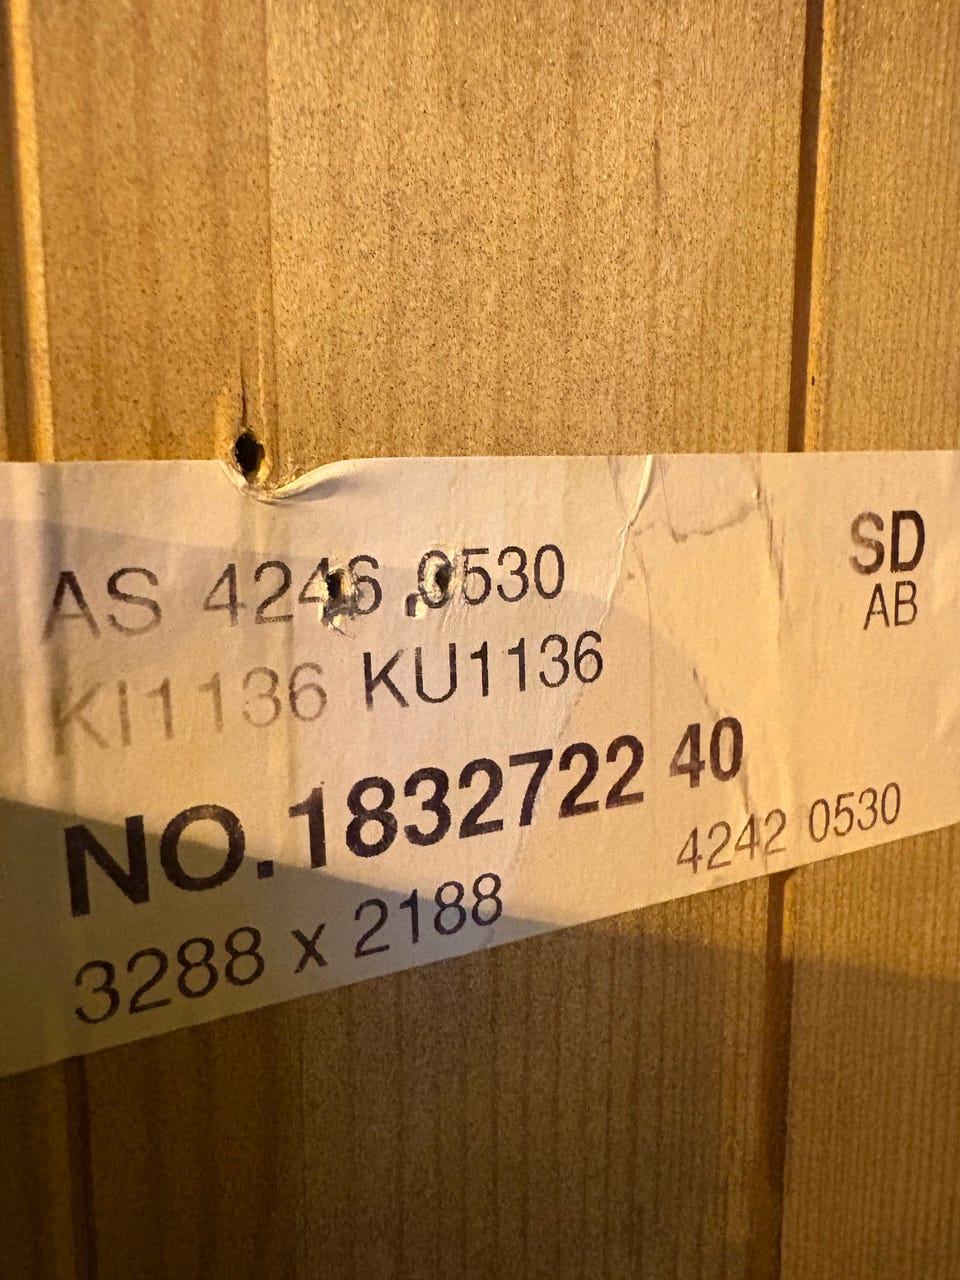 AS 4246 .0530
SD
AB
KI1136 KU1136
NO.1832722 40
3288 x 2188
4242 0530